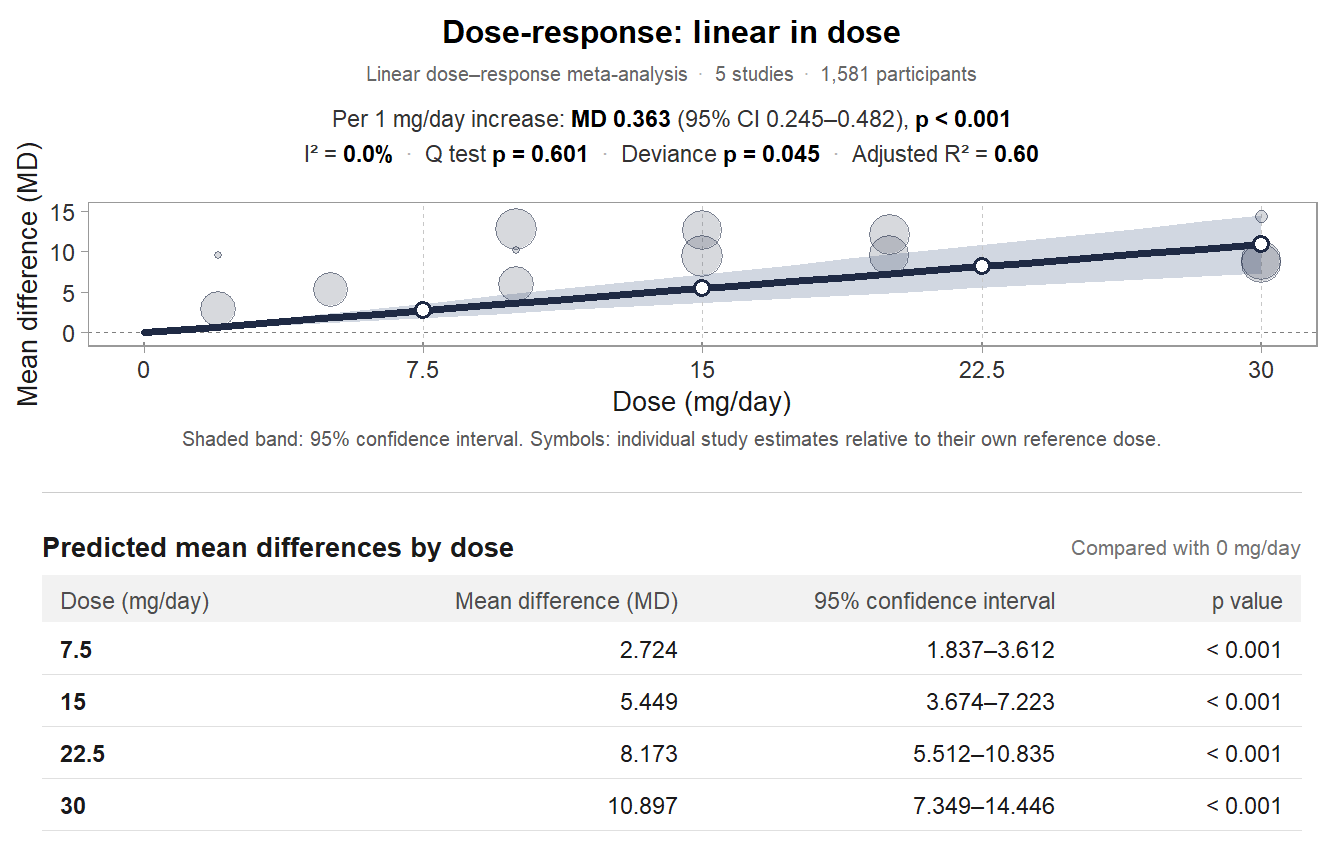 Dose-response: linear in dose
Linear dose–response meta-analysis · 5 studies · 1,581 participants
Per 1 mg/day increase: MD 0.363 (95% CI 0.245–0.482), p < 0.001
I² = 0.0% · Q test p = 0.601 · Deviance p = 0.045 · Adjusted R² = 0.60
Mean difference (MD)
15
10
5
0
0 7.5 15 22.5 30
Dose (mg/day)
Shaded band: 95% confidence interval. Symbols: individual study estimates relative to their own reference dose.
Predicted mean differences by dose Compared with 0 mg/day
Dose (mg/day) Mean difference (MD) 95% confidence interval p value
7.5 2.724 1.837–3.612 < 0.001
15 5.449 3.674–7.223 < 0.001
22.5 8.173 5.512–10.835 < 0.001
30 10.897 7.349–14.446 < 0.001